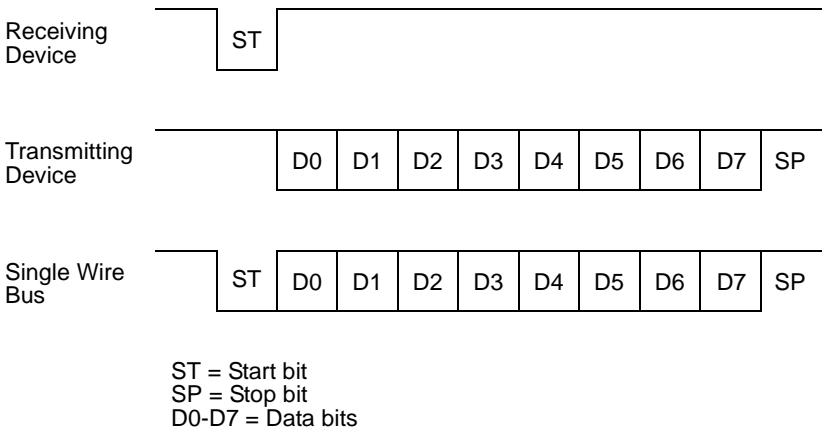 Receiving
Device
ST
Transmitting
Device
D0 D1 D2 D3 D4 D5 D6 D7 SP
Single Wire
Bus
ST D0 D1 D2 D3 D4 D5 D6 D7 SP
ST = Start bit
SP = Stop bit
D0-D7 = Data bits